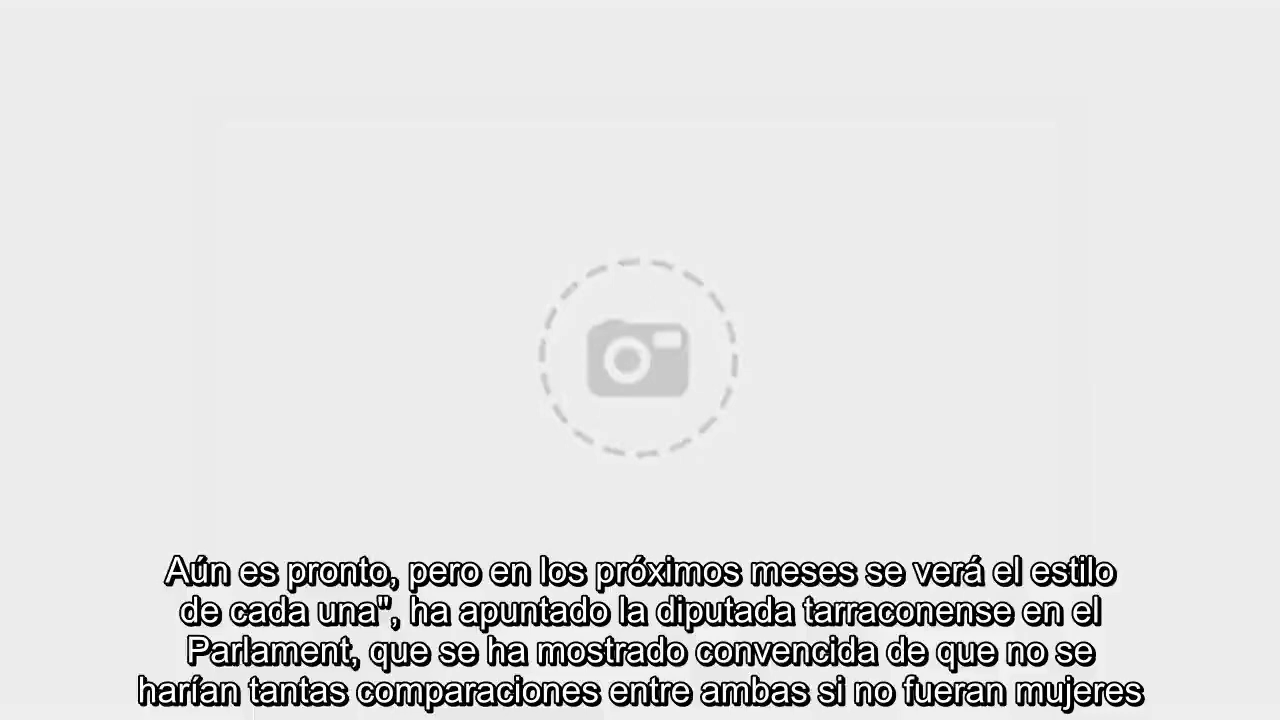 Aún es pronto, pero en los próximos meses se verá el estilo
de cada una", ha apuntado la diputada tarraconense en el
Parlament, que se ha mostrado convencida de que no se
harían tantas comparaciones entre ambas si no fueran mujeres